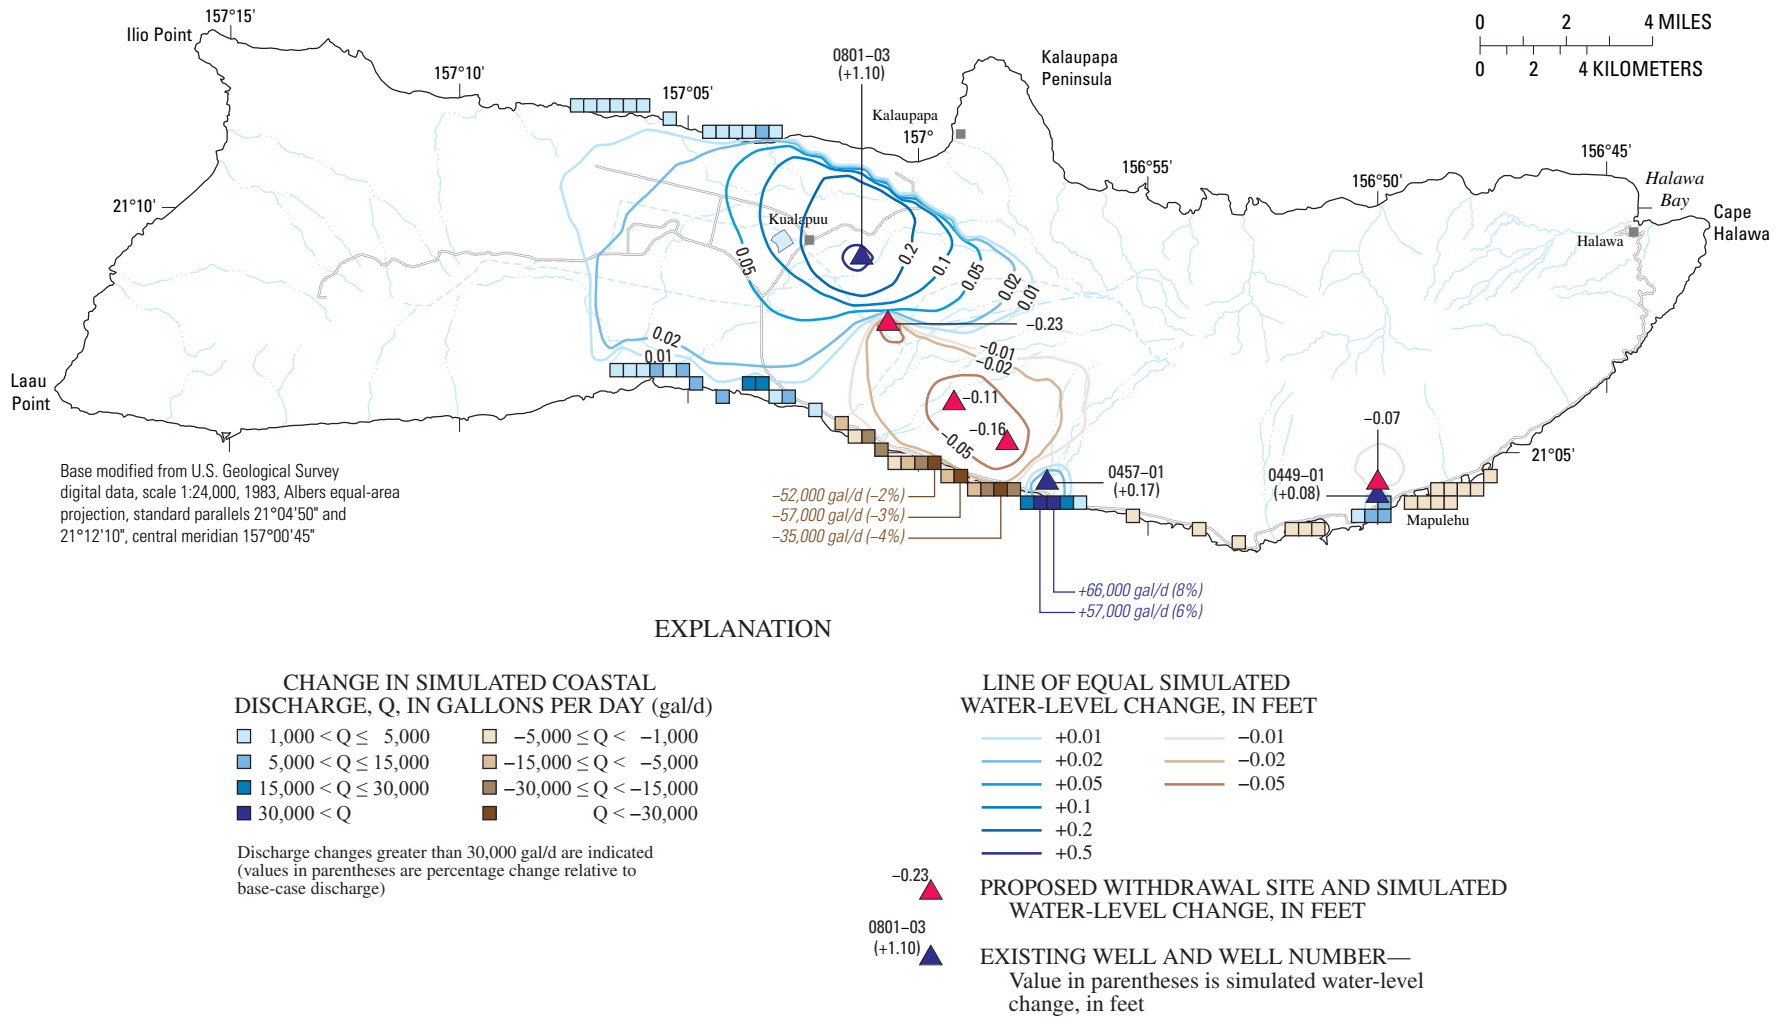 157°15'
Ilio Point
157°10'
157°05'
0801–03
(+1.10)
Kalaupapa
157°
Kalaupapa
Peninsula
0 2 4 MILES
0 2 4 KILOMETERS
156°55'
156°50'
156°45'
Halawa
Bay
Cape
Halawa
Halawa
21°10'
Kualapuu
0.05
0.2
0.1
0.05
0.02
0.01
−0.23
0.02
0.01
−0.01
−0.02
−0.11
−0.16
−0.05
−0.07
Laau
Point
0457–01
(+0.17)
0449–01
(+0.08)
21°05'
Mapulehu
Base modified from U.S. Geological Survey
digital data, scale 1:24,000, 1983, Albers equal-area
projection, standard parallels 21°04'50" and
21°12'10", central meridian 157°00'45"
−52,000 gal/d (−2%)
−57,000 gal/d (−3%)
−35,000 gal/d (−4%)
+66,000 gal/d (8%)
+57,000 gal/d (6%)
EXPLANATION
CHANGE IN SIMULATED COASTAL
DISCHARGE, Q, IN GALLONS PER DAY (gal/d)
1,000 < Q ≤ 5,000
5,000 < Q ≤ 15,000
15,000 < Q ≤ 30,000
30,000 < Q
−5,000 ≤ Q < −1,000
−15,000 ≤ Q < −5,000
−30,000 ≤ Q < −15,000
Q < −30,000
Discharge changes greater than 30,000 gal/d are indicated
(values in parentheses are percentage change relative to
base-case discharge)
LINE OF EQUAL SIMULATED
WATER-LEVEL CHANGE, IN FEET
+0.01
+0.02
+0.05
+0.1
+0.2
+0.5
−0.01
−0.02
−0.05
−0.23
PROPOSED WITHDRAWAL SITE AND SIMULATED
WATER-LEVEL CHANGE, IN FEET
0801–03
(+1.10)
EXISTING WELL AND WELL NUMBER—
Value in parentheses is simulated water-level
change, in feet